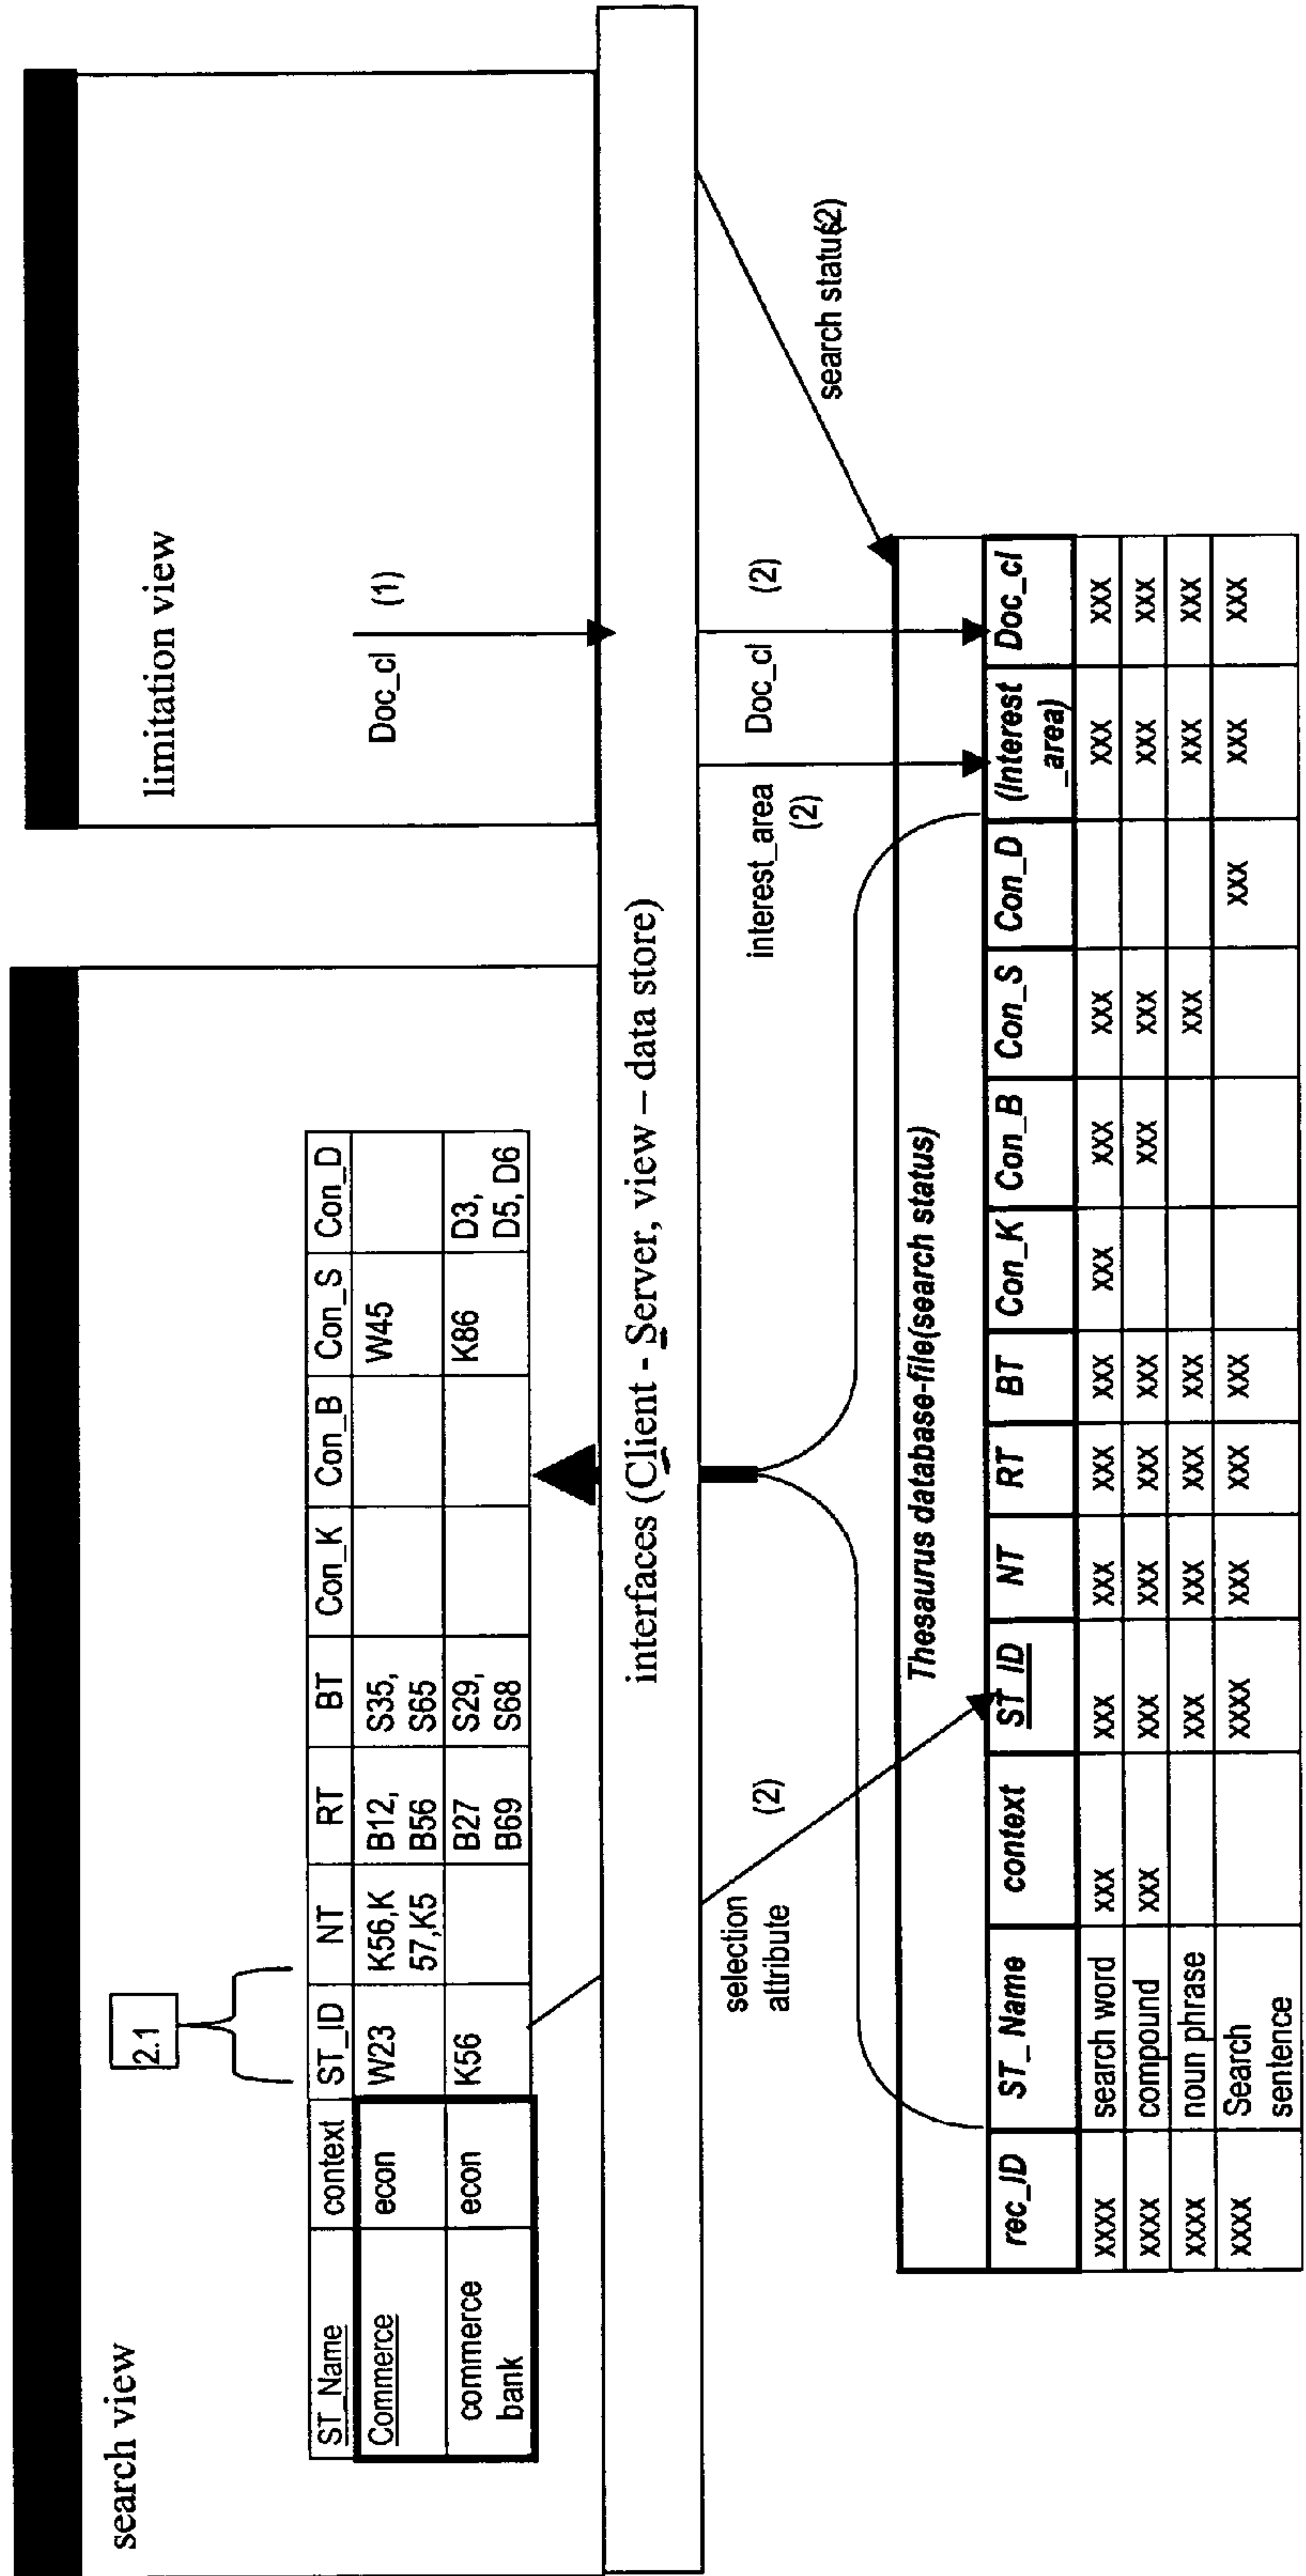 search view
limitation view
2.1
ST_Name context ST_ID NT RT BT Con_K Con_B Con_S Con_D
Commerce econ W23 K56,K B12, S35, W45
57,K5 B56 S65
commerce econ K56 B27 S29, K86 D3,
bank B69 S68 D5, D6
Doc_cl (1)
interfaces (Client - Server, view – data store)
selection (2)
attribute
interest_area
(2)
Doc_cl (2)
search status(2)
Thesaurus database-file(search status)
rec_ID ST_Name context ST_ID NT RT BT Con_K Con_B Con_S Con_D (Interest Doc_cl
_area)
xxxx search word xxx xxx xxx xxx xxx xxx xxx xxx xxx xxx
xxxx compound xxx xxx xxx xxx xxx xxx xxx xxx xxx
xxxx noun phrase xxx xxx xxx xxx xxx xxx xxx
xxxx Search xxxx xxx xxx xxx xxx xxx xxx
sentence